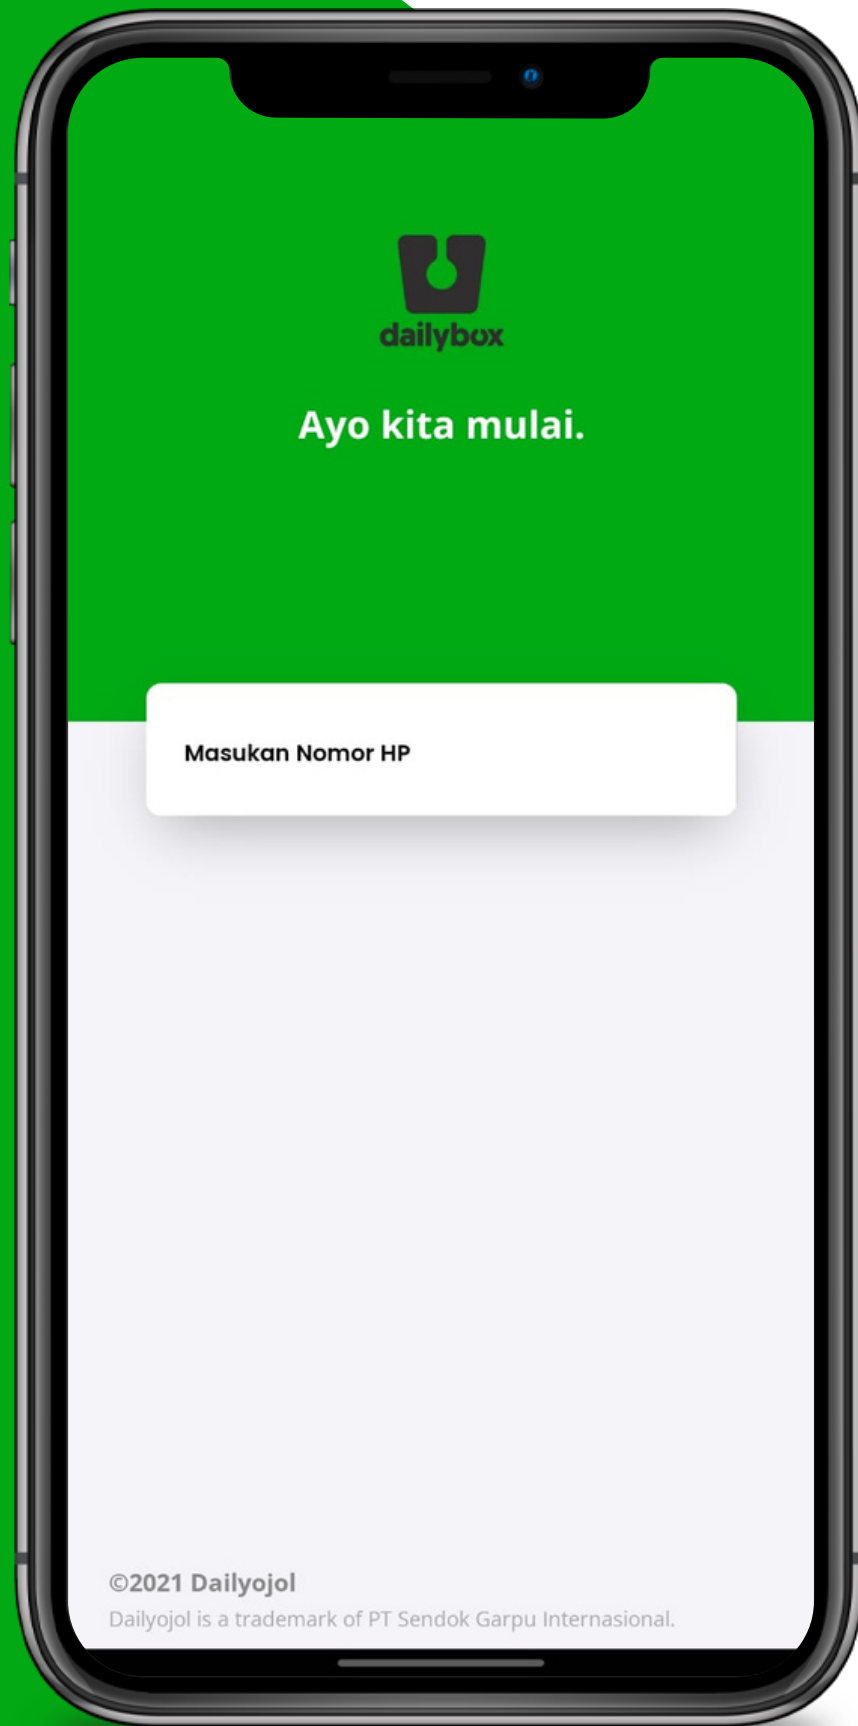 dailybox
Ayo kita mulai.
Masukan Nomor HP
©2021 Dailyojol
Dailyojol is a trademark of PT Sendok Garpu Internasional.